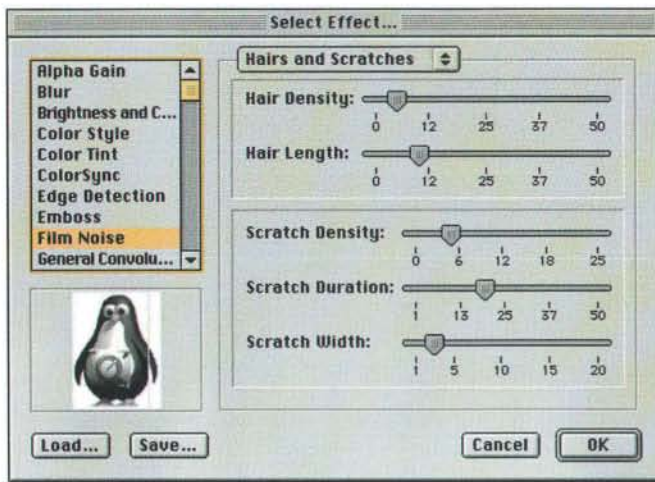 Select Effect...
Alpha Gain
Blur
Brightness and C...
Color Style
Color Tint
ColorSync
Edge Detection
Emboss
Film Noise
General Convolu...
Hairs and Scratches
Hair Density:
0 12 25 37 50
Hair Length:
0 12 25 37 50
Scratch Density:
0 6 12 18 25
Scratch Duration:
1 13 25 37 50
Scratch Width:
1 5 10 15 20
Load... Save... Cancel OK